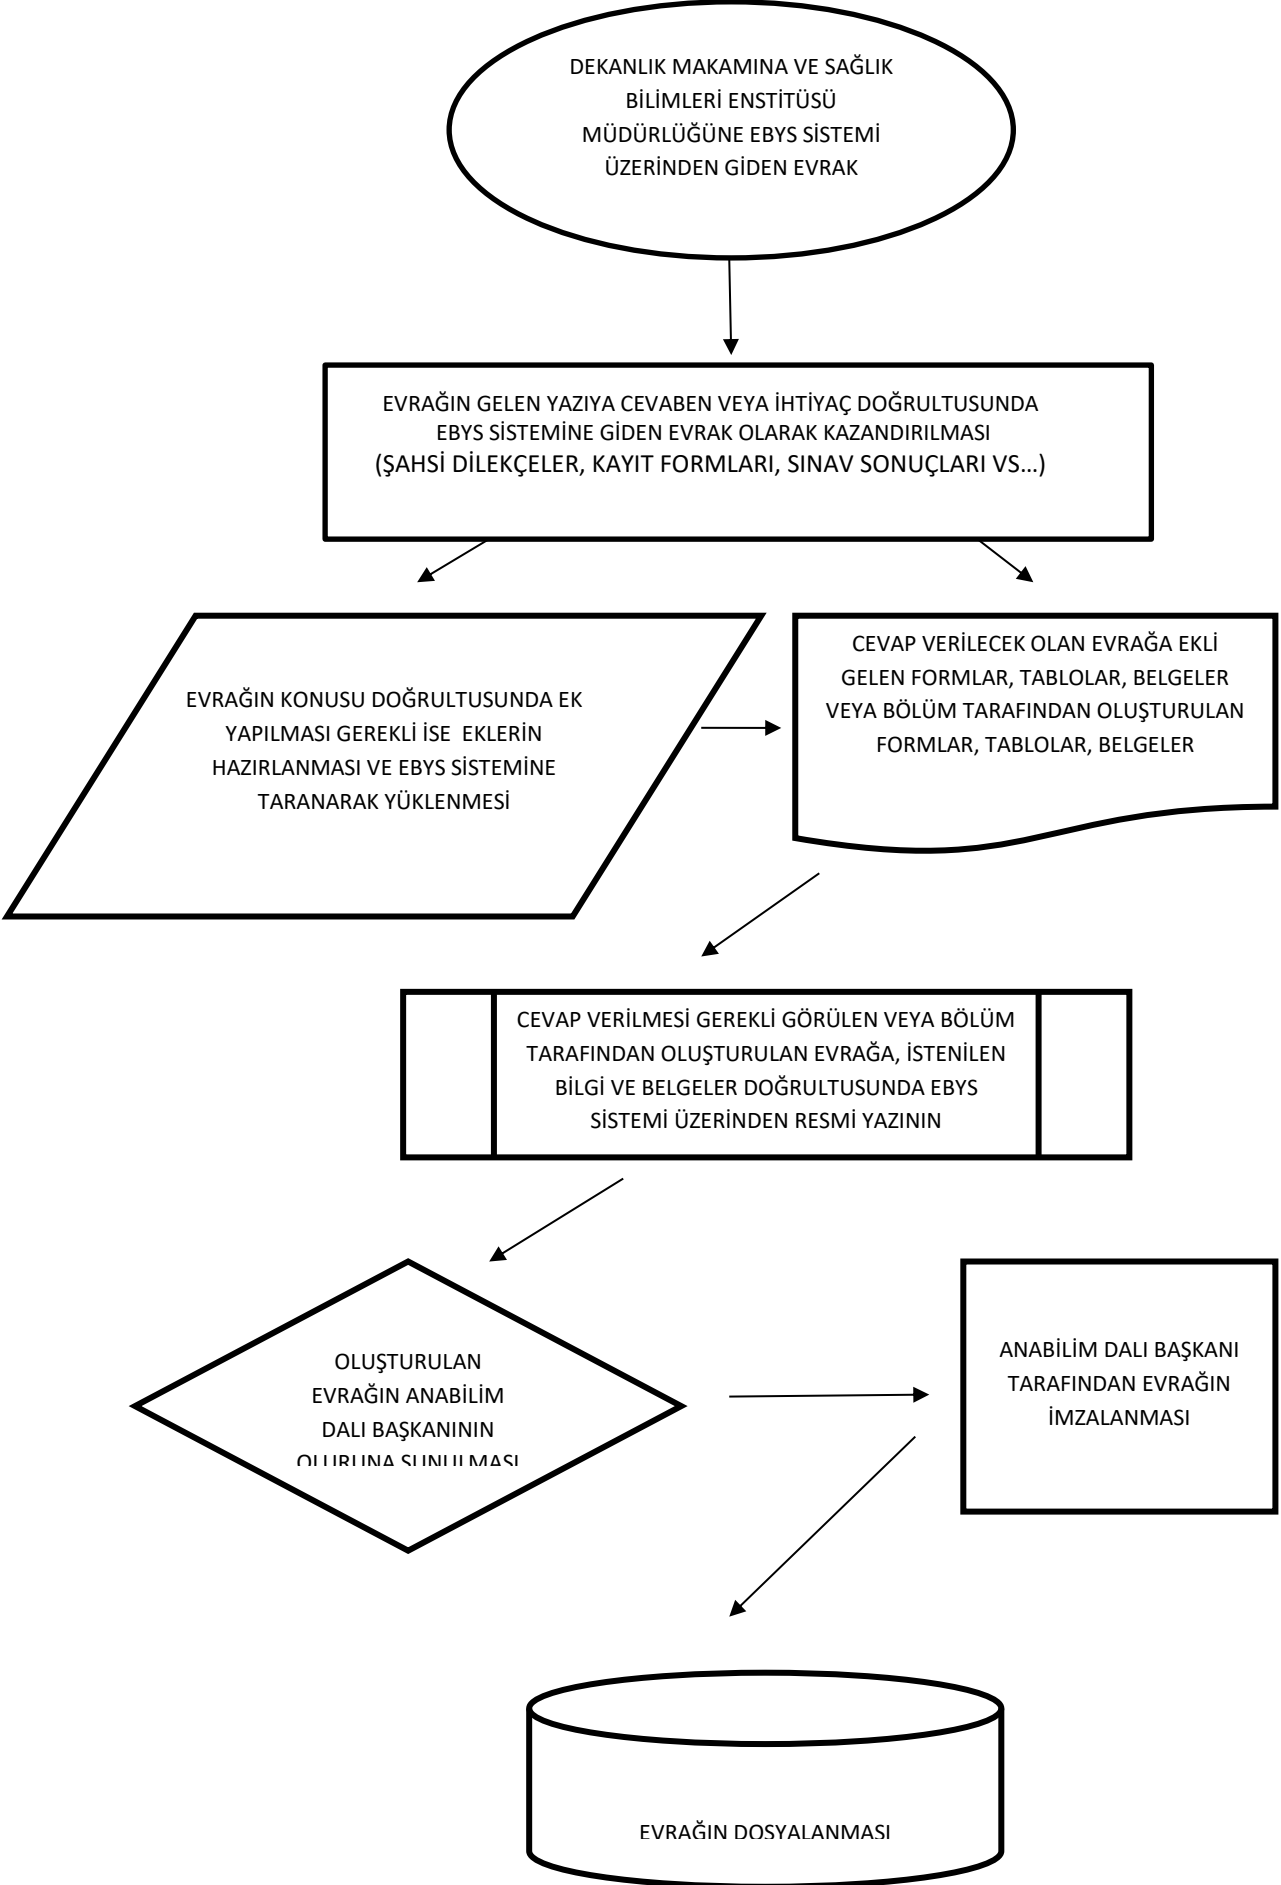 DEKANLIK MAKAMINA VE SAĞLIK
BİLİMLERİ ENSTİTÜSÜ
MÜDÜRLÜĞÜNE EBYS SİSTEMİ
ÜZERİNDEN GİDEN EVRAK
EVRAĞIN GELEN YAZIYA CEVABEN VEYA İHTİYAÇ DOĞRULTUSUNDA
EBYS SİSTEMİNE GİDEN EVRAK OLARAK KAZANDIRILMASI
(ŞAHSİ DİLEKÇELER, KAYIT FORMLARI, SINAV SONUÇLARI VS…)
EVRAĞIN KONUSU DOĞRULTUSUNDA EK
YAPILMASI GEREKLİ İSE EKLERİN
HAZIRLANMASI VE EBYS SİSTEMİNE
TARANARAK YÜKLENMESİ
CEVAP VERİLECEK OLAN EVRAĞA EKLİ
GELEN FORMLAR, TABLOLAR, BELGELER
VEYA BÖLÜM TARAFINDAN OLUŞTURULAN
FORMLAR, TABLOLAR, BELGELER
CEVAP VERİLMESİ GEREKLİ GÖRÜLEN VEYA BÖLÜM
TARAFINDAN OLUŞTURULAN EVRAĞA, İSTENİLEN
BİLGİ VE BELGELER DOĞRULTUSUNDA EBYS
SİSTEMİ ÜZERİNDEN RESMİ YAZININ
OLUŞTURULAN
EVRAĞIN ANABİLİM
DALI BAŞKANININ
OLURUNA SUNULMASI
ANABİLİM DALI BAŞKANI
TARAFINDAN EVRAĞIN
İMZALANMASI
EVRAĞIN DOSYALANMASI